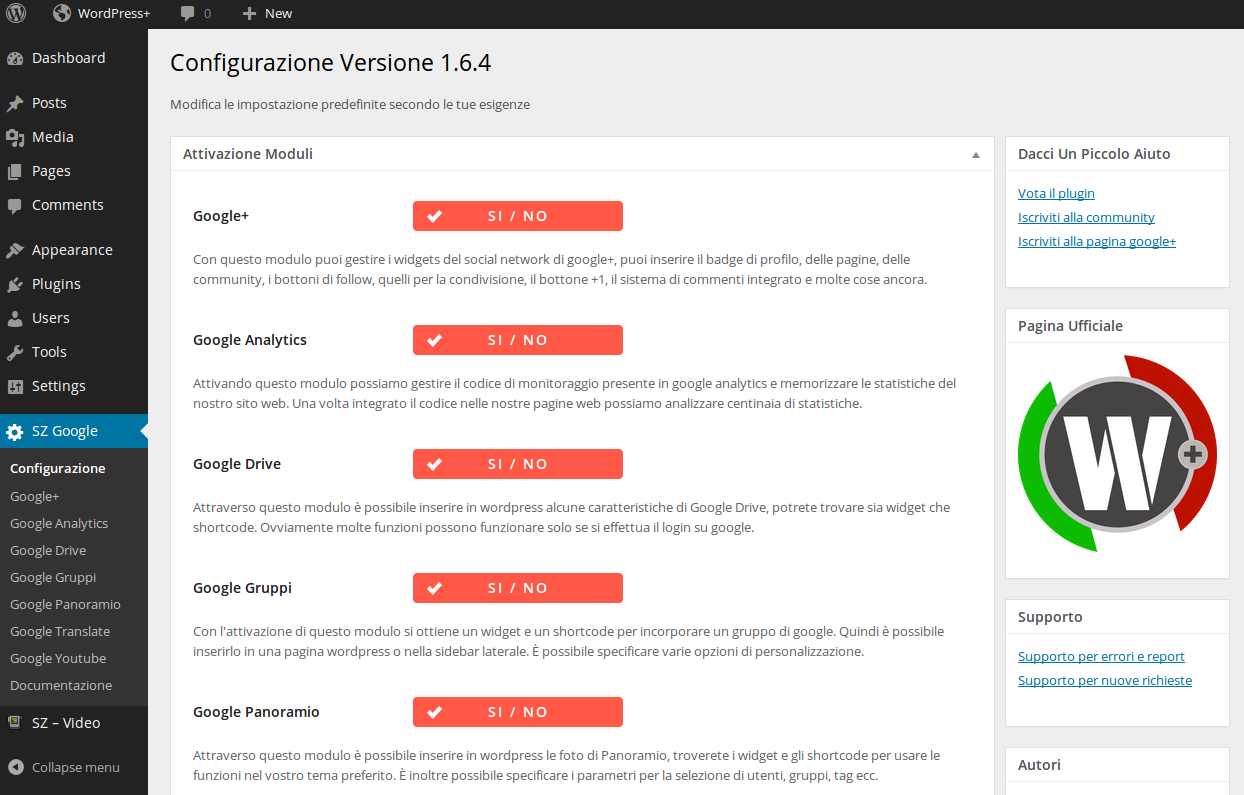 WordPress+
0
New
Dashboard
Posts
Media
Pages
Comments
Appearance
Plugins
Users
Tools
Settings
SZ Google
Configurazione
Google+
Google Analytics
Google Drive
Google Gruppi
Google Panoramio
Google Translate
Google Youtube
Documentazione
SZ – Video
Collapse menu
Configurazione Versione 1.6.4
Modifica le impostazione predefinite secondo le tue esigenze
Attivazione Moduli
Google+
SI / NO
Con questo modulo puoi gestire i widgets del social network di google+, puoi inserire il badge di profilo, delle pagine, delle
community, i bottoni di follow, quelli per la condivisione, il bottone +1, il sistema di commenti integrato e molte cose ancora.
Google Analytics
SI / NO
Attivando questo modulo possiamo gestire il codice di monitoraggio presente in google analytics e memorizzare le statistiche del
nostro sito web. Una volta integrato il codice nelle nostre pagine web possiamo analizzare centinaia di statistiche.
Google Drive
SI / NO
Attraverso questo modulo è possibile inserire in wordpress alcune caratteristiche di Google Drive, potrete trovare sia widget che
shortcode. Ovviamente molte funzioni possono funzionare solo se si effettua il login su google.
Google Gruppi
SI / NO
Con l'attivazione di questo modulo si ottiene un widget e un shortcode per incorporare un gruppo di google. Quindi è possibile
inserirlo in una pagina wordpress o nella sidebar laterale. È possibile specificare varie opzioni di personalizzazione.
Google Panoramio
SI / NO
Attraverso questo modulo è possibile inserire in wordpress le foto di Panoramio, troverete i widget e gli shortcode per usare le
funzioni nel vostro tema preferito. È inoltre possibile specificare i parametri per la selezione di utenti, gruppi, tag ecc.
Dacci Un Piccolo Aiuto
Vota il plugin
Iscriviti alla community
Iscriviti alla pagina google+
Pagina Ufficiale
W
Supporto
Supporto per errori e report
Supporto per nuove richieste
Autori